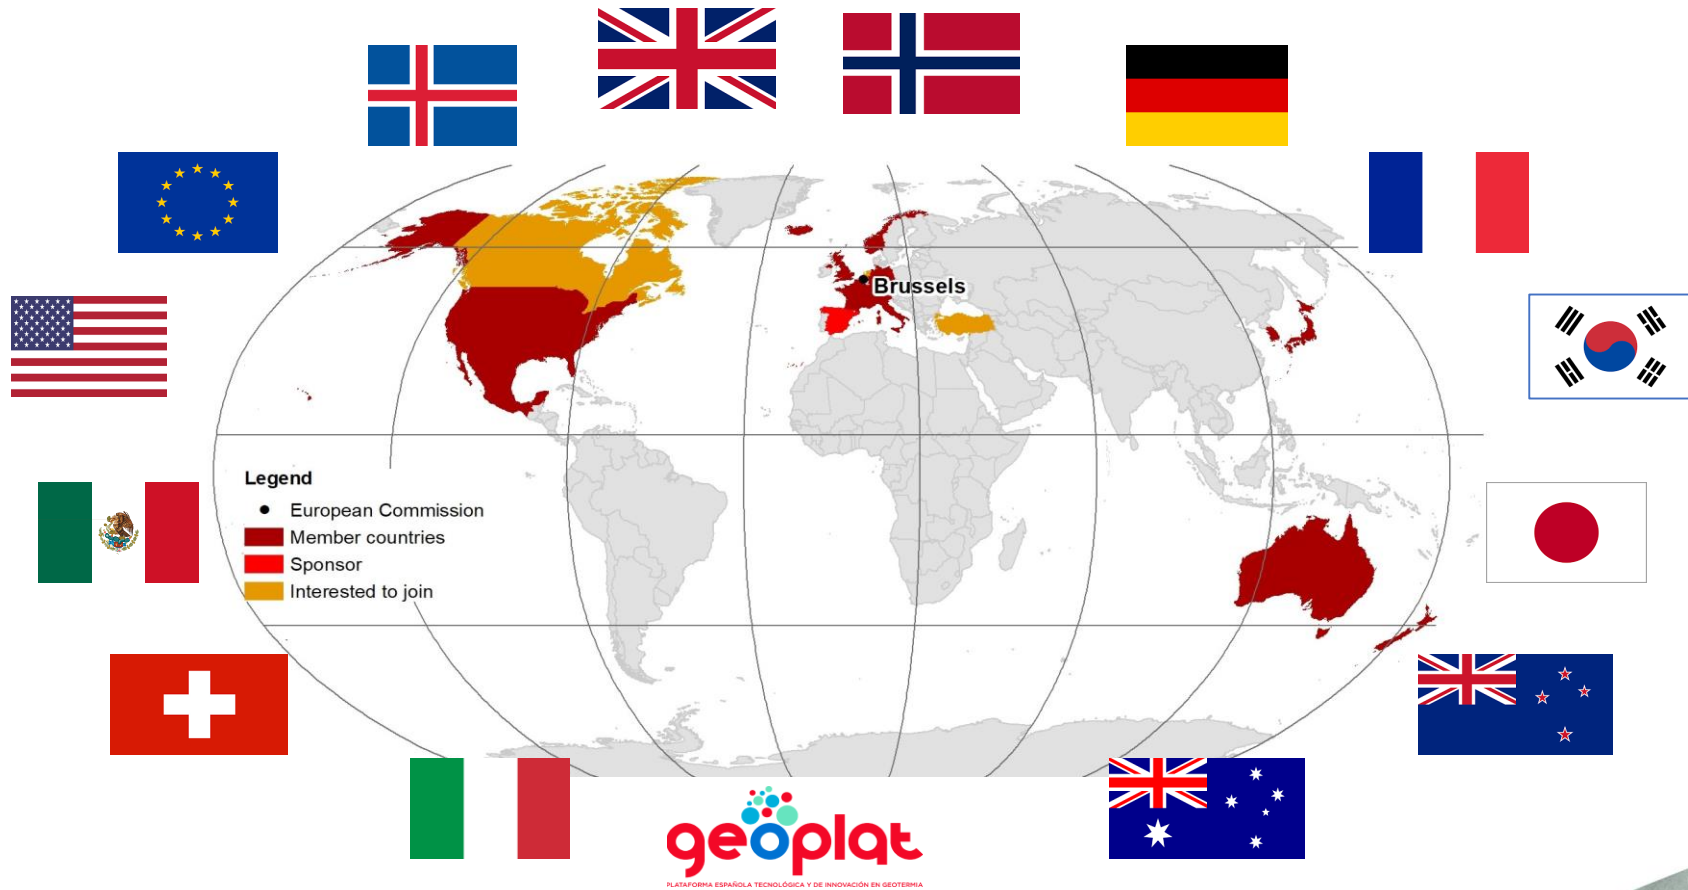 Brussels
Legend
European Commission
Member countries
Sponsor
Interested to join
geoplat
PLATAFORMA ESPAÑOLA TECNOLÓGICA Y DE INNOVACIÓN EN GEOTERMIA